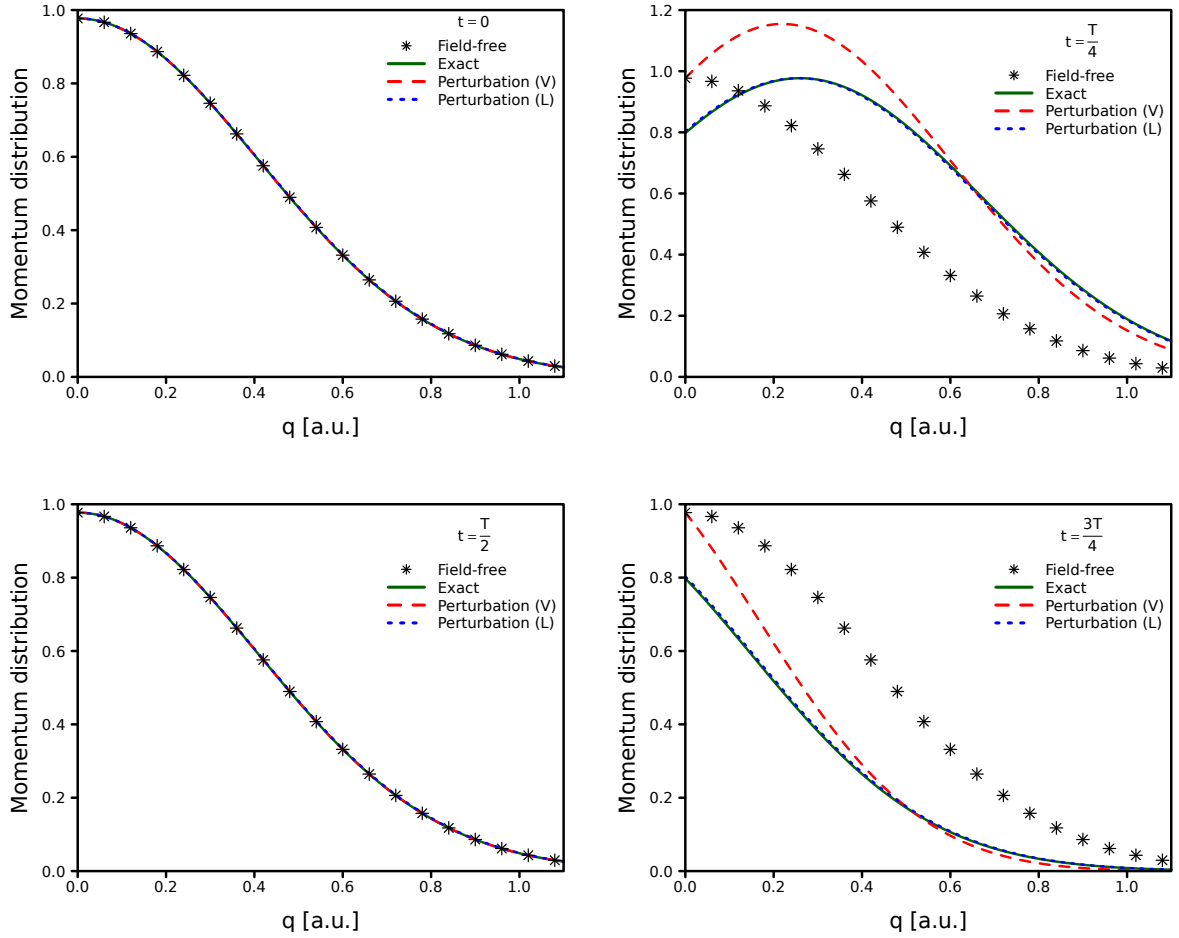 t = 0
Field-free
Exact
Perturbation (V)
Perturbation (L)
Momentum distribution
0.0
0.2
0.4
0.6
0.8
1.0
0.0 0.2 0.4 0.6 0.8 1.0
q [a.u.]
t = T/4
Field-free
Exact
Perturbation (V)
Perturbation (L)
Momentum distribution
0.0
0.2
0.4
0.6
0.8
1.0
1.2
0.0 0.2 0.4 0.6 0.8 1.0
q [a.u.]
t = T/2
Field-free
Exact
Perturbation (V)
Perturbation (L)
Momentum distribution
0.0
0.2
0.4
0.6
0.8
1.0
0.0 0.2 0.4 0.6 0.8 1.0
q [a.u.]
t = 3T/4
Field-free
Exact
Perturbation (V)
Perturbation (L)
Momentum distribution
0.0
0.2
0.4
0.6
0.8
1.0
0.0 0.2 0.4 0.6 0.8 1.0
q [a.u.]